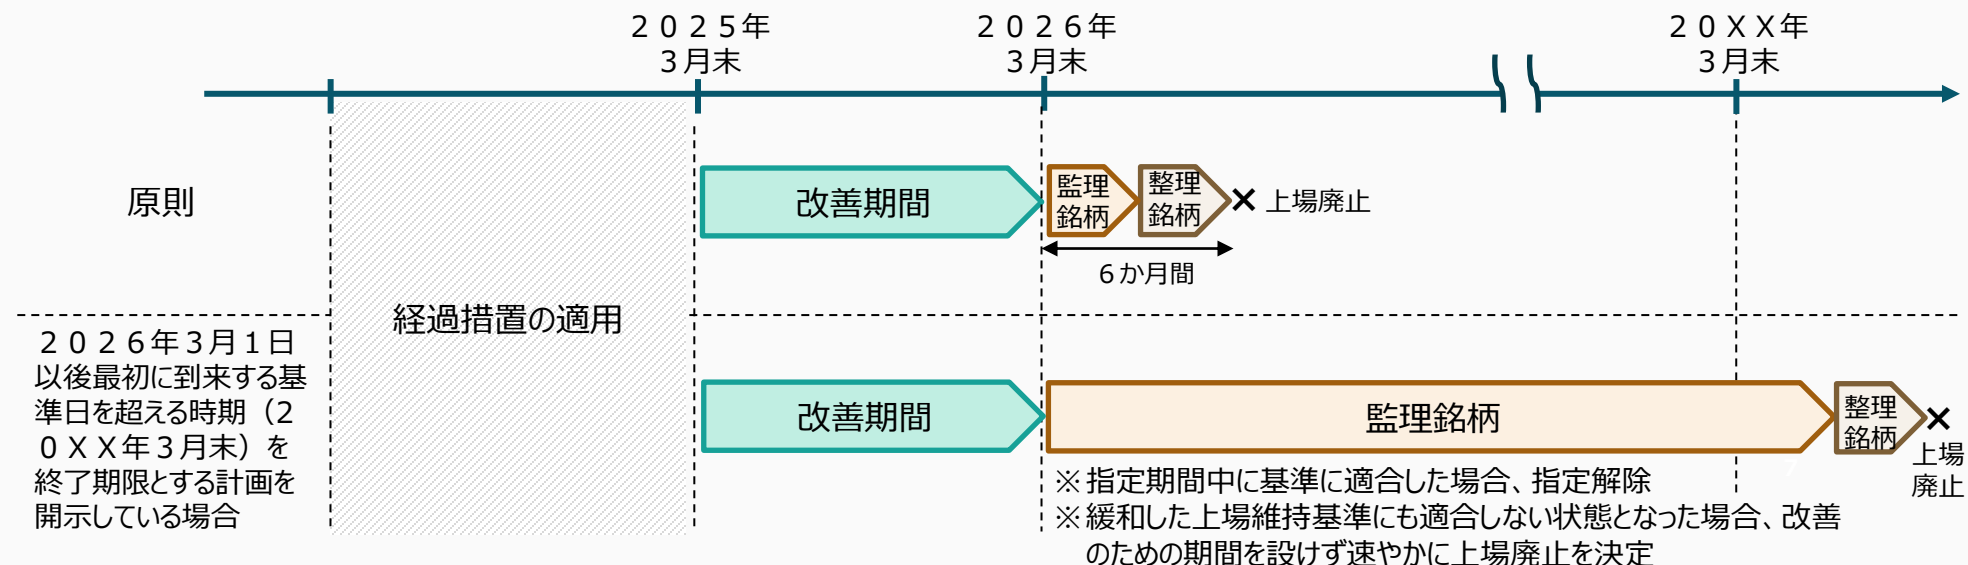 ２０２５年
３月末
２０２６年
３月末
２０ＸＸ年
３月末
原則
改善期間
監理
銘柄
整理
銘柄
× 上場廃止
６か月間
経過措置の適用
２０２６年３月１日
以後最初に到来する基
準日を超える時期（２
０ＸＸ年３月末）を
終了期限とする計画を
開示している場合
改善期間
監理銘柄
整理
銘柄
×
上場
廃止
※指定期間中に基準に適合した場合、指定解除
※緩和した上場維持基準にも適合しない状態となった場合、改善
のための期間を設けず速やかに上場廃止を決定